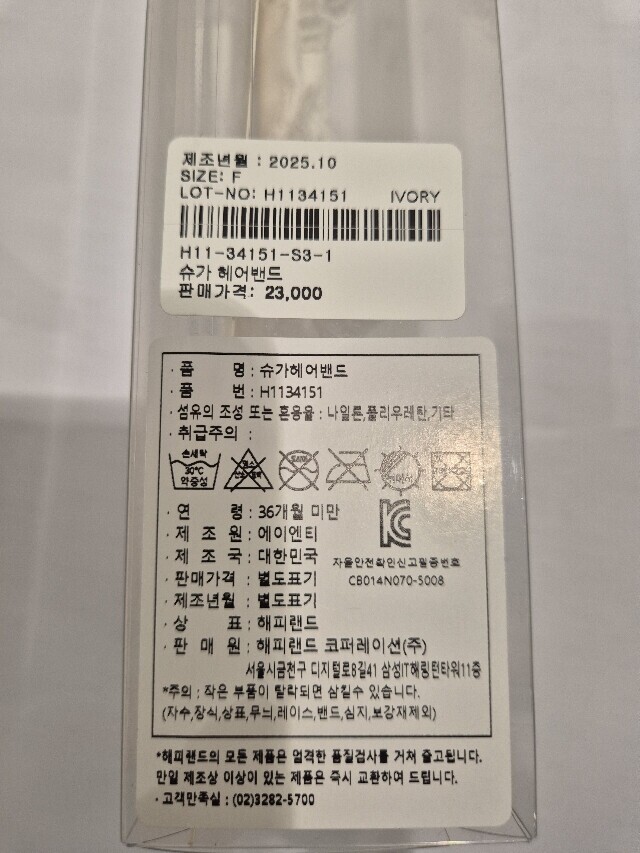 제조년월 : 2025.10
SIZE: F
LOT-NO: H1134151 IVORY
H11-34151-S3-1
슈가 헤어밴드
판매가격: 23,000
· 품 명 : 슈가헤어밴드
· 품 번 : H1134151
· 섬유의 조성 또는 혼용율 : 나일론,폴리우레탄,기타
· 취급주의 :
손세탁
30℃
약중성
· 연 령 : 36개월 미만
· 제 조 원 : 에이엔티
· 제 조 국 : 대한민국
자율안전확인신고필증번호
CB014N070-5008
· 판매가격 : 별도표기
· 제조년월 : 별도표기
· 상 표 : 해피랜드
· 판 매 원 : 해피랜드 코퍼레이션(주)
서울시금천구 디지털로8길41 삼성IT해링턴타워11층
*주의 : 작은 부품이 탈락되면 삼킬수 있습니다.
(자수,장식,상표,무늬,레이스,밴드,심지,보강재제외)
*해피랜드의 모든 제품은 엄격한 품질검사를 거쳐 출고됩니다.
만일 제조상 이상이 있는 제품은 즉시 교환하여 드립니다.
· 고객만족실 : (02)3282-5700